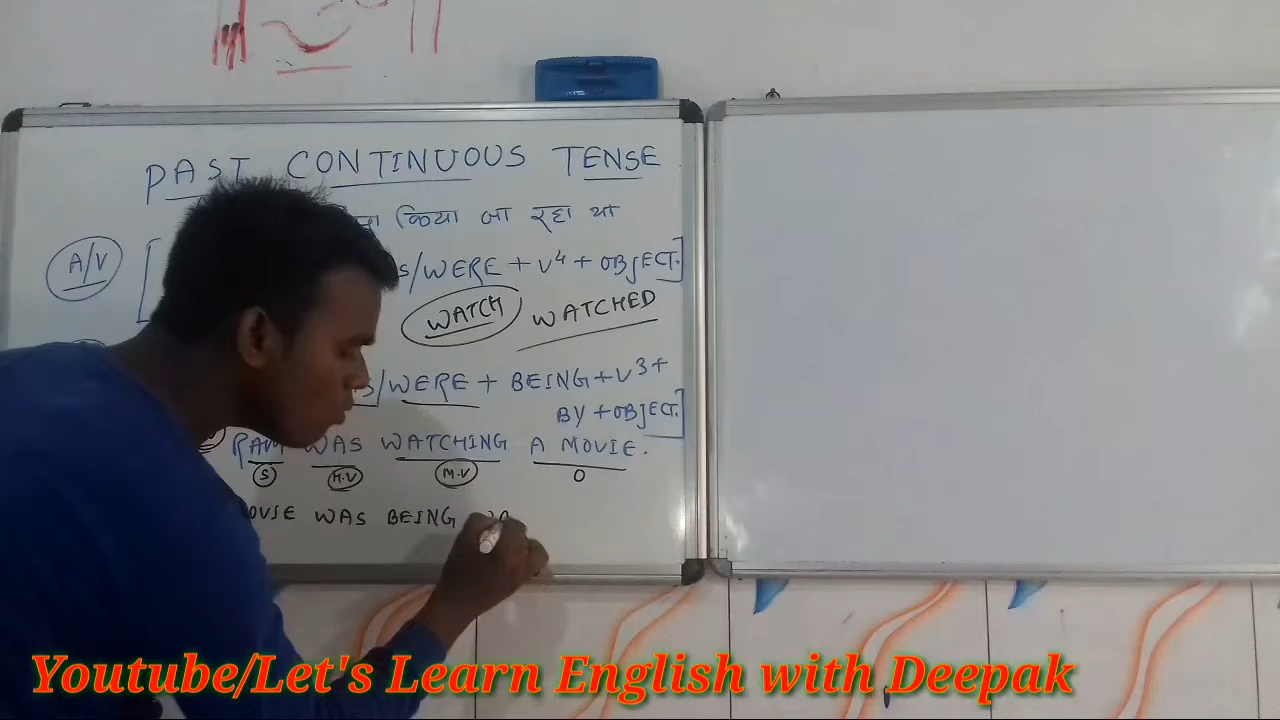 PAST CONTINUOUS TENSE
किया जा रहा था
A/V [ S/WERE + V4 + OBJECT.]
WATCH WATCHED
S/WERE + BEING + V3 +
BY + OBJECT.]
RAM WAS WATCHING A MOVIE.
S H.V M.V O
OVIE WAS BEING
Youtube/Let's Learn English with Deepak